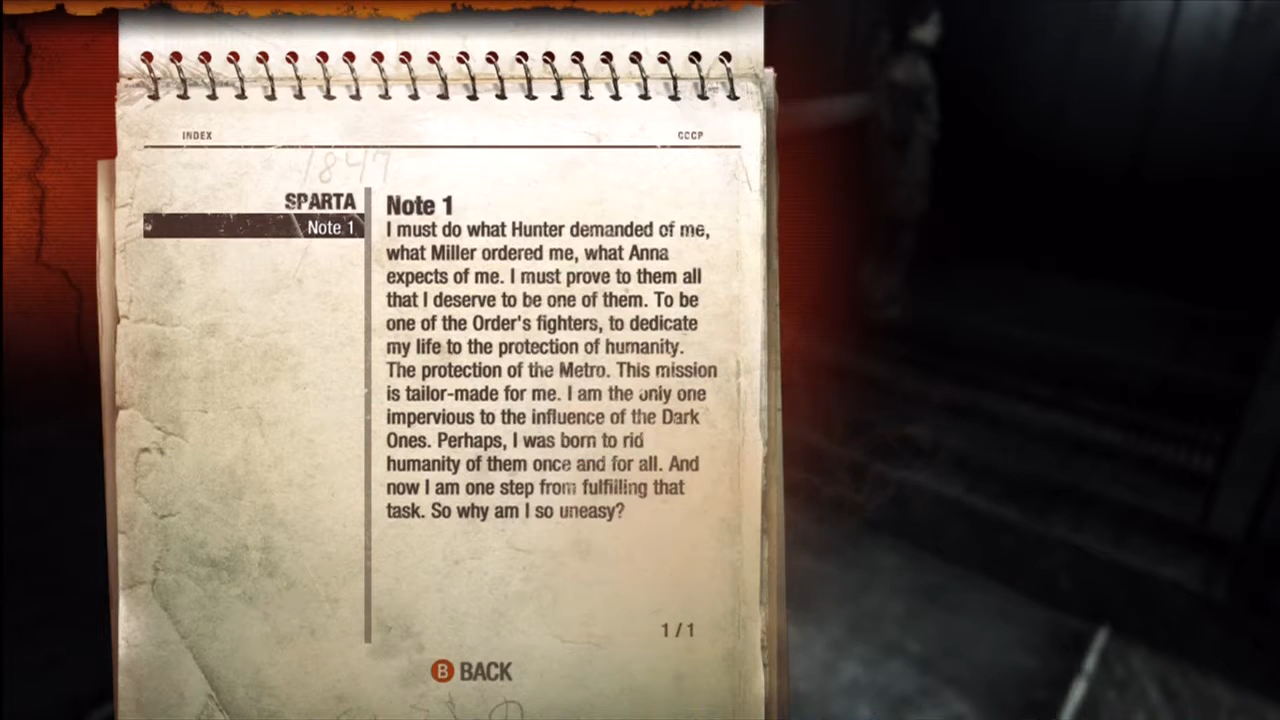 INDEX
CCCP
1847
SPARTA
Note 1
Note 1
I must do what Hunter demanded of me,
what Miller ordered me, what Anna
expects of me. I must prove to them all
that I deserve to be one of them. To be
one of the Order's fighters, to dedicate
my life to the protection of humanity.
The protection of the Metro. This mission
is tailor-made for me. I am the only one
impervious to the influence of the Dark
Ones. Perhaps, I was born to rid
humanity of them once and for all. And
now I am one step from fulfilling that
task. So why am I so uneasy?
1/1
B BACK